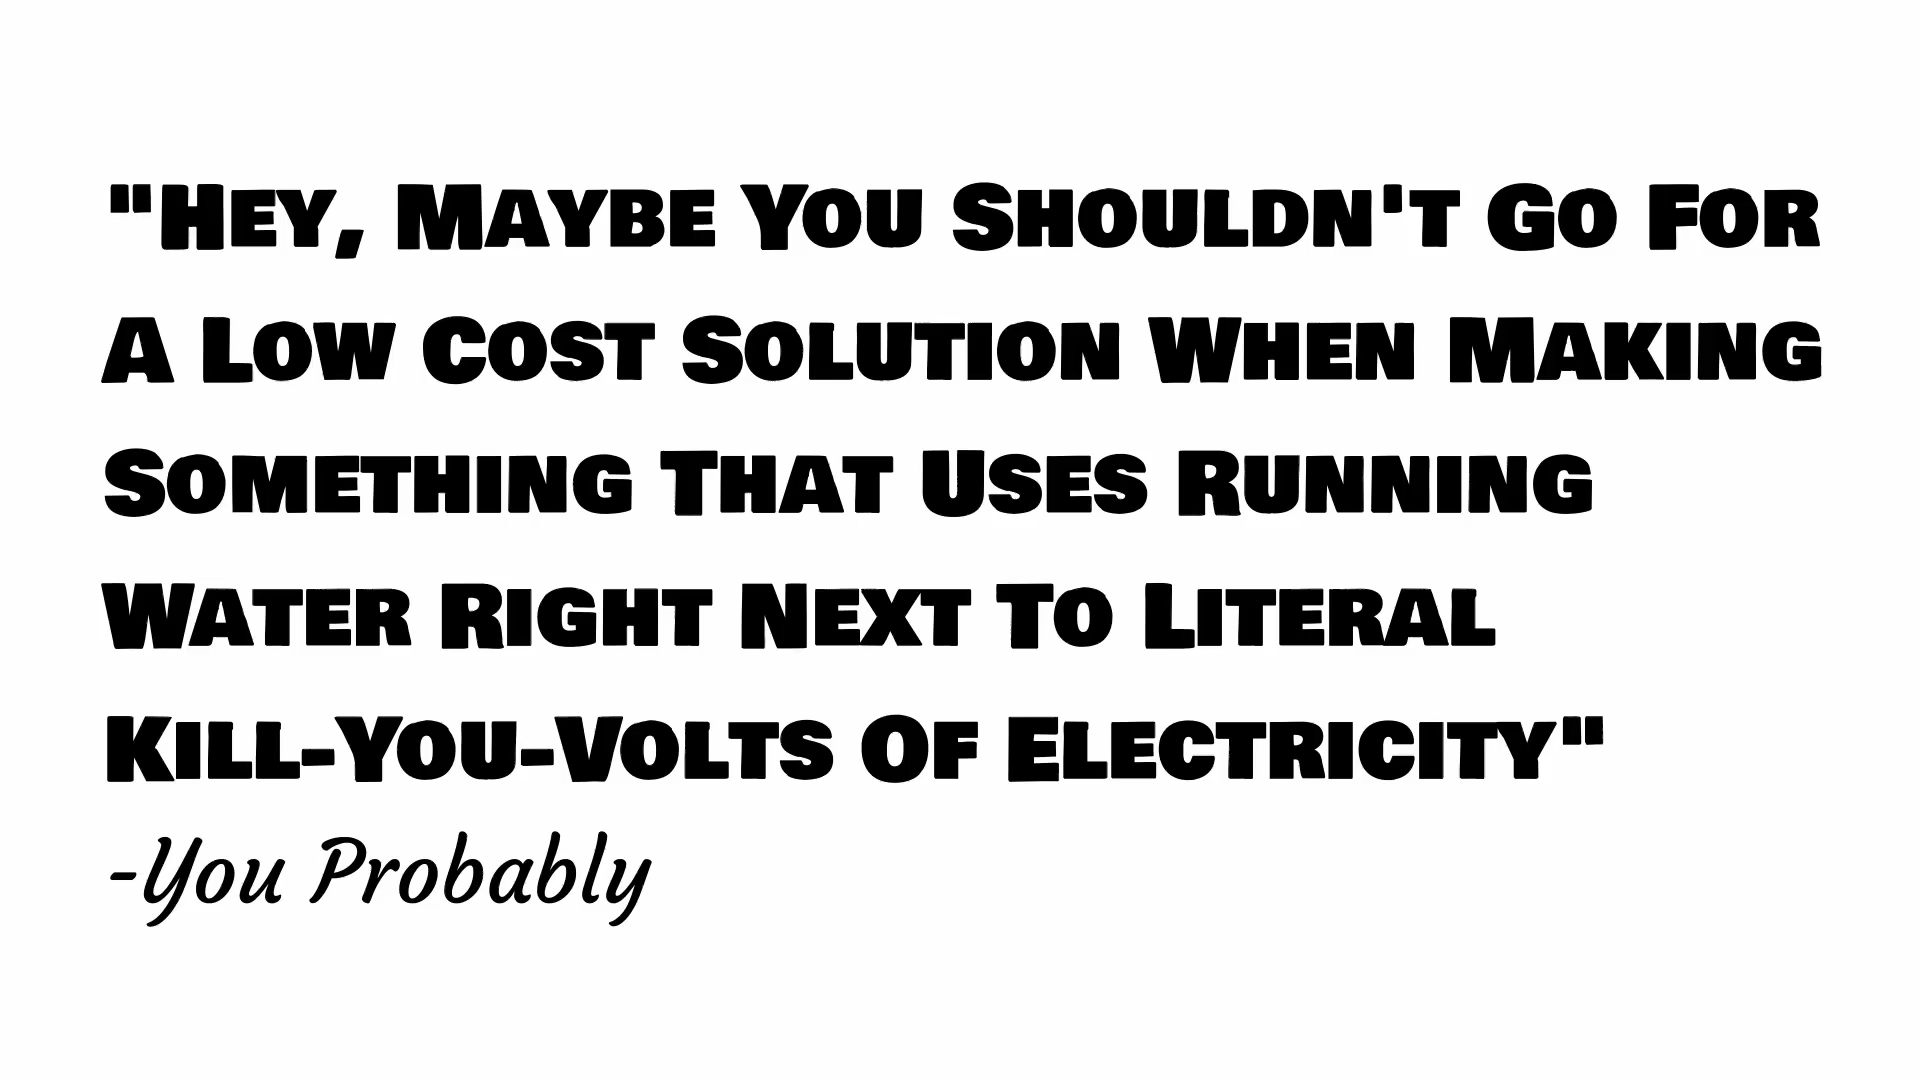 "Hey, Maybe You Shouldn't Go For
A Low Cost Solution When Making
Something That Uses Running
Water Right Next To Literal
Kill-You-Volts Of Electricity"
-You Probably